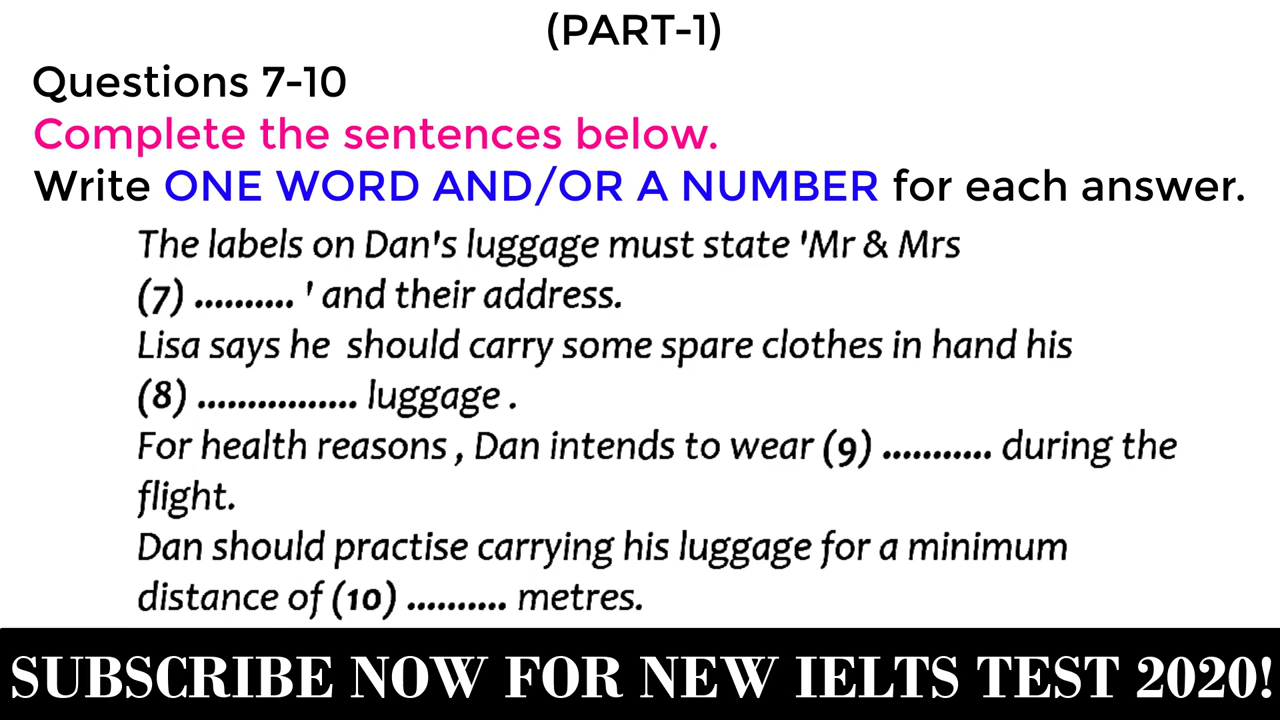 (PART-1)
Questions 7-10
Complete the sentences below.
Write ONE WORD AND/OR A NUMBER for each answer.
The labels on Dan's luggage must state 'Mr & Mrs
(7) .......... ' and their address.
Lisa says he should carry some spare clothes in hand his
(8) ................ luggage .
For health reasons , Dan intends to wear (9) ........... during the
flight.
Dan should practise carrying his luggage for a minimum
distance of (10) .......... metres.
SUBSCRIBE NOW FOR NEW IELTS TEST 2020!